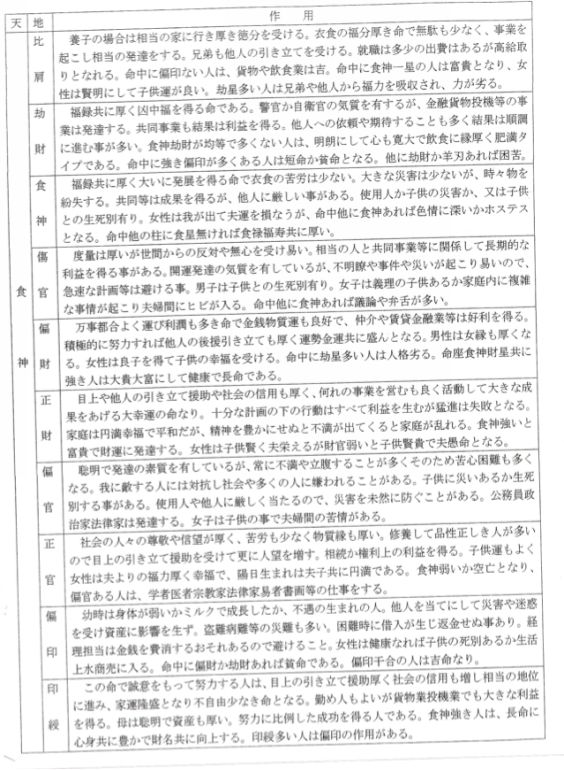 天 地 作用
食神
比肩
養子の場合は相当の家に行き厚き徳分を受ける。衣食の福分厚き命で無駄も少なく、事業を
起こし相当の発達をする。兄弟も他人の引き立てを受ける。就職は多少の出費はあるが高給取
りとなれる。命中に偏印ない人は、貨物や飲食業は吉。命中に食神一星の人は富貴となり、女
性は賢明にして子供運が良い。劫星多い人は兄弟や他人から福力を吸収され、力が劣る。
劫財
福録共に厚く凶中福を得る命である。警官か自衛官の気質を有するが、金融貨物投機等の事
業は発達する。共同事業も結果は利益を得る。他人への依頼や期待することも多く結果は順調
に進む事が多い。食神劫財が均等で多くない人は、明朗にして心も寛大で飲食に縁厚く肥満タ
イプである。命中に強き偏印が多くある人は短命か貧命となる。他に劫財か羊刃あれば困苦。
食神
福録共に厚く大いに発展を得る命で衣食の苦労は少ない。大きな災害は少ないが、時々物を
紛失する。共同等は成果を得るが、他人に厳しい事がある。使用人か子供の災害か、又は子供
との生死別有り。女性は我が出て夫運を損なうが、命中他に食神あれば色情に深いかホステス
となる。命中他の柱に食星無ければ食禄福寿共に厚い。
傷官
度量は厚いが世間からの反対や無心を受け易い。相当の人と共同事業等に関係して長期的な
利益を得る事がある。開運発達の気質を有しているが、不明瞭や事件や災いが起こり易いので、
急速な計画等は避ける事。男子は子供との生死別有り。女子は義理の子供あるか家庭内に複雑
な事情が起こり夫婦間にヒビが入る。命中他に食神あれば議論や弁舌が多い。
偏財
万事都合よく運び利潤も多き命で金銭物質運も良好で、仲介や賃貸金融業等は好利を得る。
積極的に努力すれば他人の後援引き立ても厚く運勢金運共に盛んとなる。男性は女縁も厚くな
る。女性は良子を得て子供の幸福を受ける。命中に劫星多い人は人格劣る。命座食神財星共に
強き人は大貴大富にして健康で長命である。
正財
目上や他人の引き立て援助や社会の信用も厚く、何れの事業を営むも良く活動して大きな成
果をあげる大幸運の命なり。十分な計画の下の行動はすべて利益を生むが猛進は失敗となる。
家庭は円満幸福で平和だが、精神を豊かにせぬと不満が出てくると家庭が乱れる。食神強いと
富貴で財運に発達する。女性は子供賢く夫栄えるが財官弱いと子供賢貴で夫愚命となる。
偏官
聡明で発達の素質を有しているが、常に不満や立腹することが多くそのため苦心困難も多く
なる。我に敵する人には対抗し社会や多くの人に嫌われることがある。子供に災いあるか生死
別する事がある。使用人や他人に厳しく当たるので、災害を未然に防ぐことがある。公務員政
治家法律家は発達する。女子は子供の事で夫婦間の苦情がある。
正官
社会の人々の尊敬や信望が厚く、苦労も少なく物質縁も厚い。修養して品性正しき人が多い
ので目上の引き立て援助を受けて更に人望を増す。相続か権利上の利益を得る。子供運もよく
女性は夫よりの福力厚く幸福で、陽日生まれは夫子共に円満である。食神弱いか空亡となり、
偏官ある人は、学者医者宗教家法律家易者書画等の仕事をする。
偏印
幼時は身体が弱いかミルクで成長したか、不遇の生まれの人。他人を当てにして災害や迷惑
を受け資産に影響を生ず。盗難病難等の災難も多い。困難時に借入が生じ返金せぬ事あり。経
理担当は金銭を費消するおそれあるので避けること。女性は健康なれば子供の死別あるか生活
上水商売に入る。命中に偏財か劫財あれば貧命である。偏印干合の人は吉命なり。
印綬
この命で誠意をもって努力する人は、目上の引き立て援助厚く社会の信用も増し相当の地位
に進み、家運隆盛となり不自由少なき命となる。勤め人もよいが貨物業投機業でも大きな利益
を得る。母は聡明で資産も厚い。努力に比例した成功を得る人である。食神強き人は、長命に
心身共に豊かで財名共に向上する。印綬多い人は偏印の作用がある。